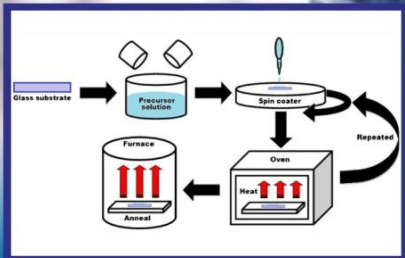 Glass substrate
Precursor
solution
Spin coater
Repeated
Furnace
Anneal
Oven
Heat